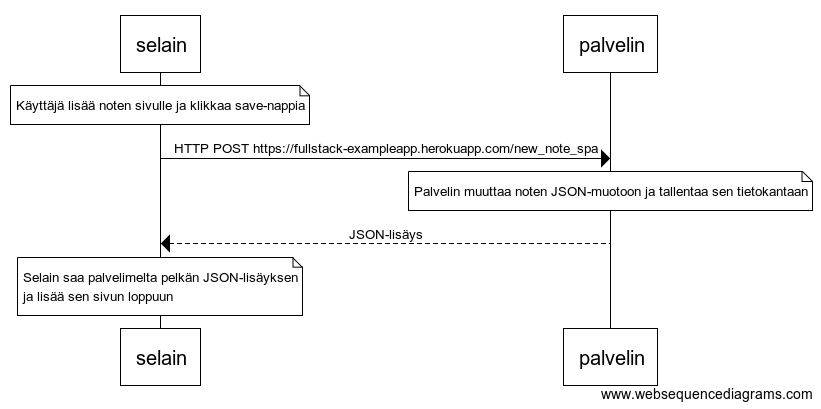 selain
palvelin
Käyttäjä lisää noten sivulle ja klikkaa save-nappia
HTTP POST https://fullstack-exampleapp.herokuapp.com/new_note_spa
Palvelin muuttaa noten JSON-muotoon ja tallentaa sen tietokantaan
JSON-lisäys
Selain saa palvelimelta pelkän JSON-lisäyksen
ja lisää sen sivun loppuun
selain
palvelin
www.websequencediagrams.com